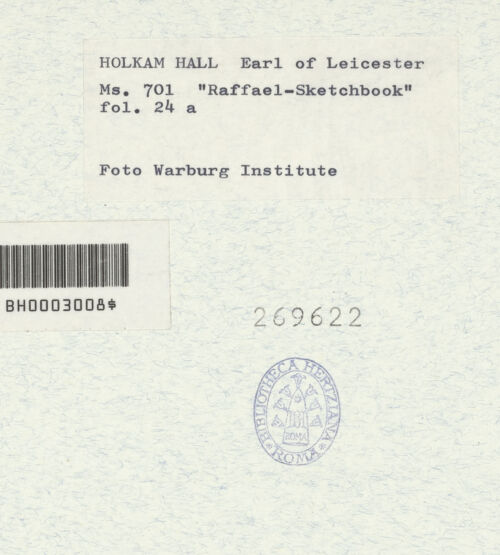 HOLKAM HALL Earl of Leicester
Ms. 701 "Raffael-Sketchbook"
fol. 24 a
Foto Warburg Institute
BH0003008$
269622
BIBLIOTHECA HERTZIANA
ROMA
ROMA